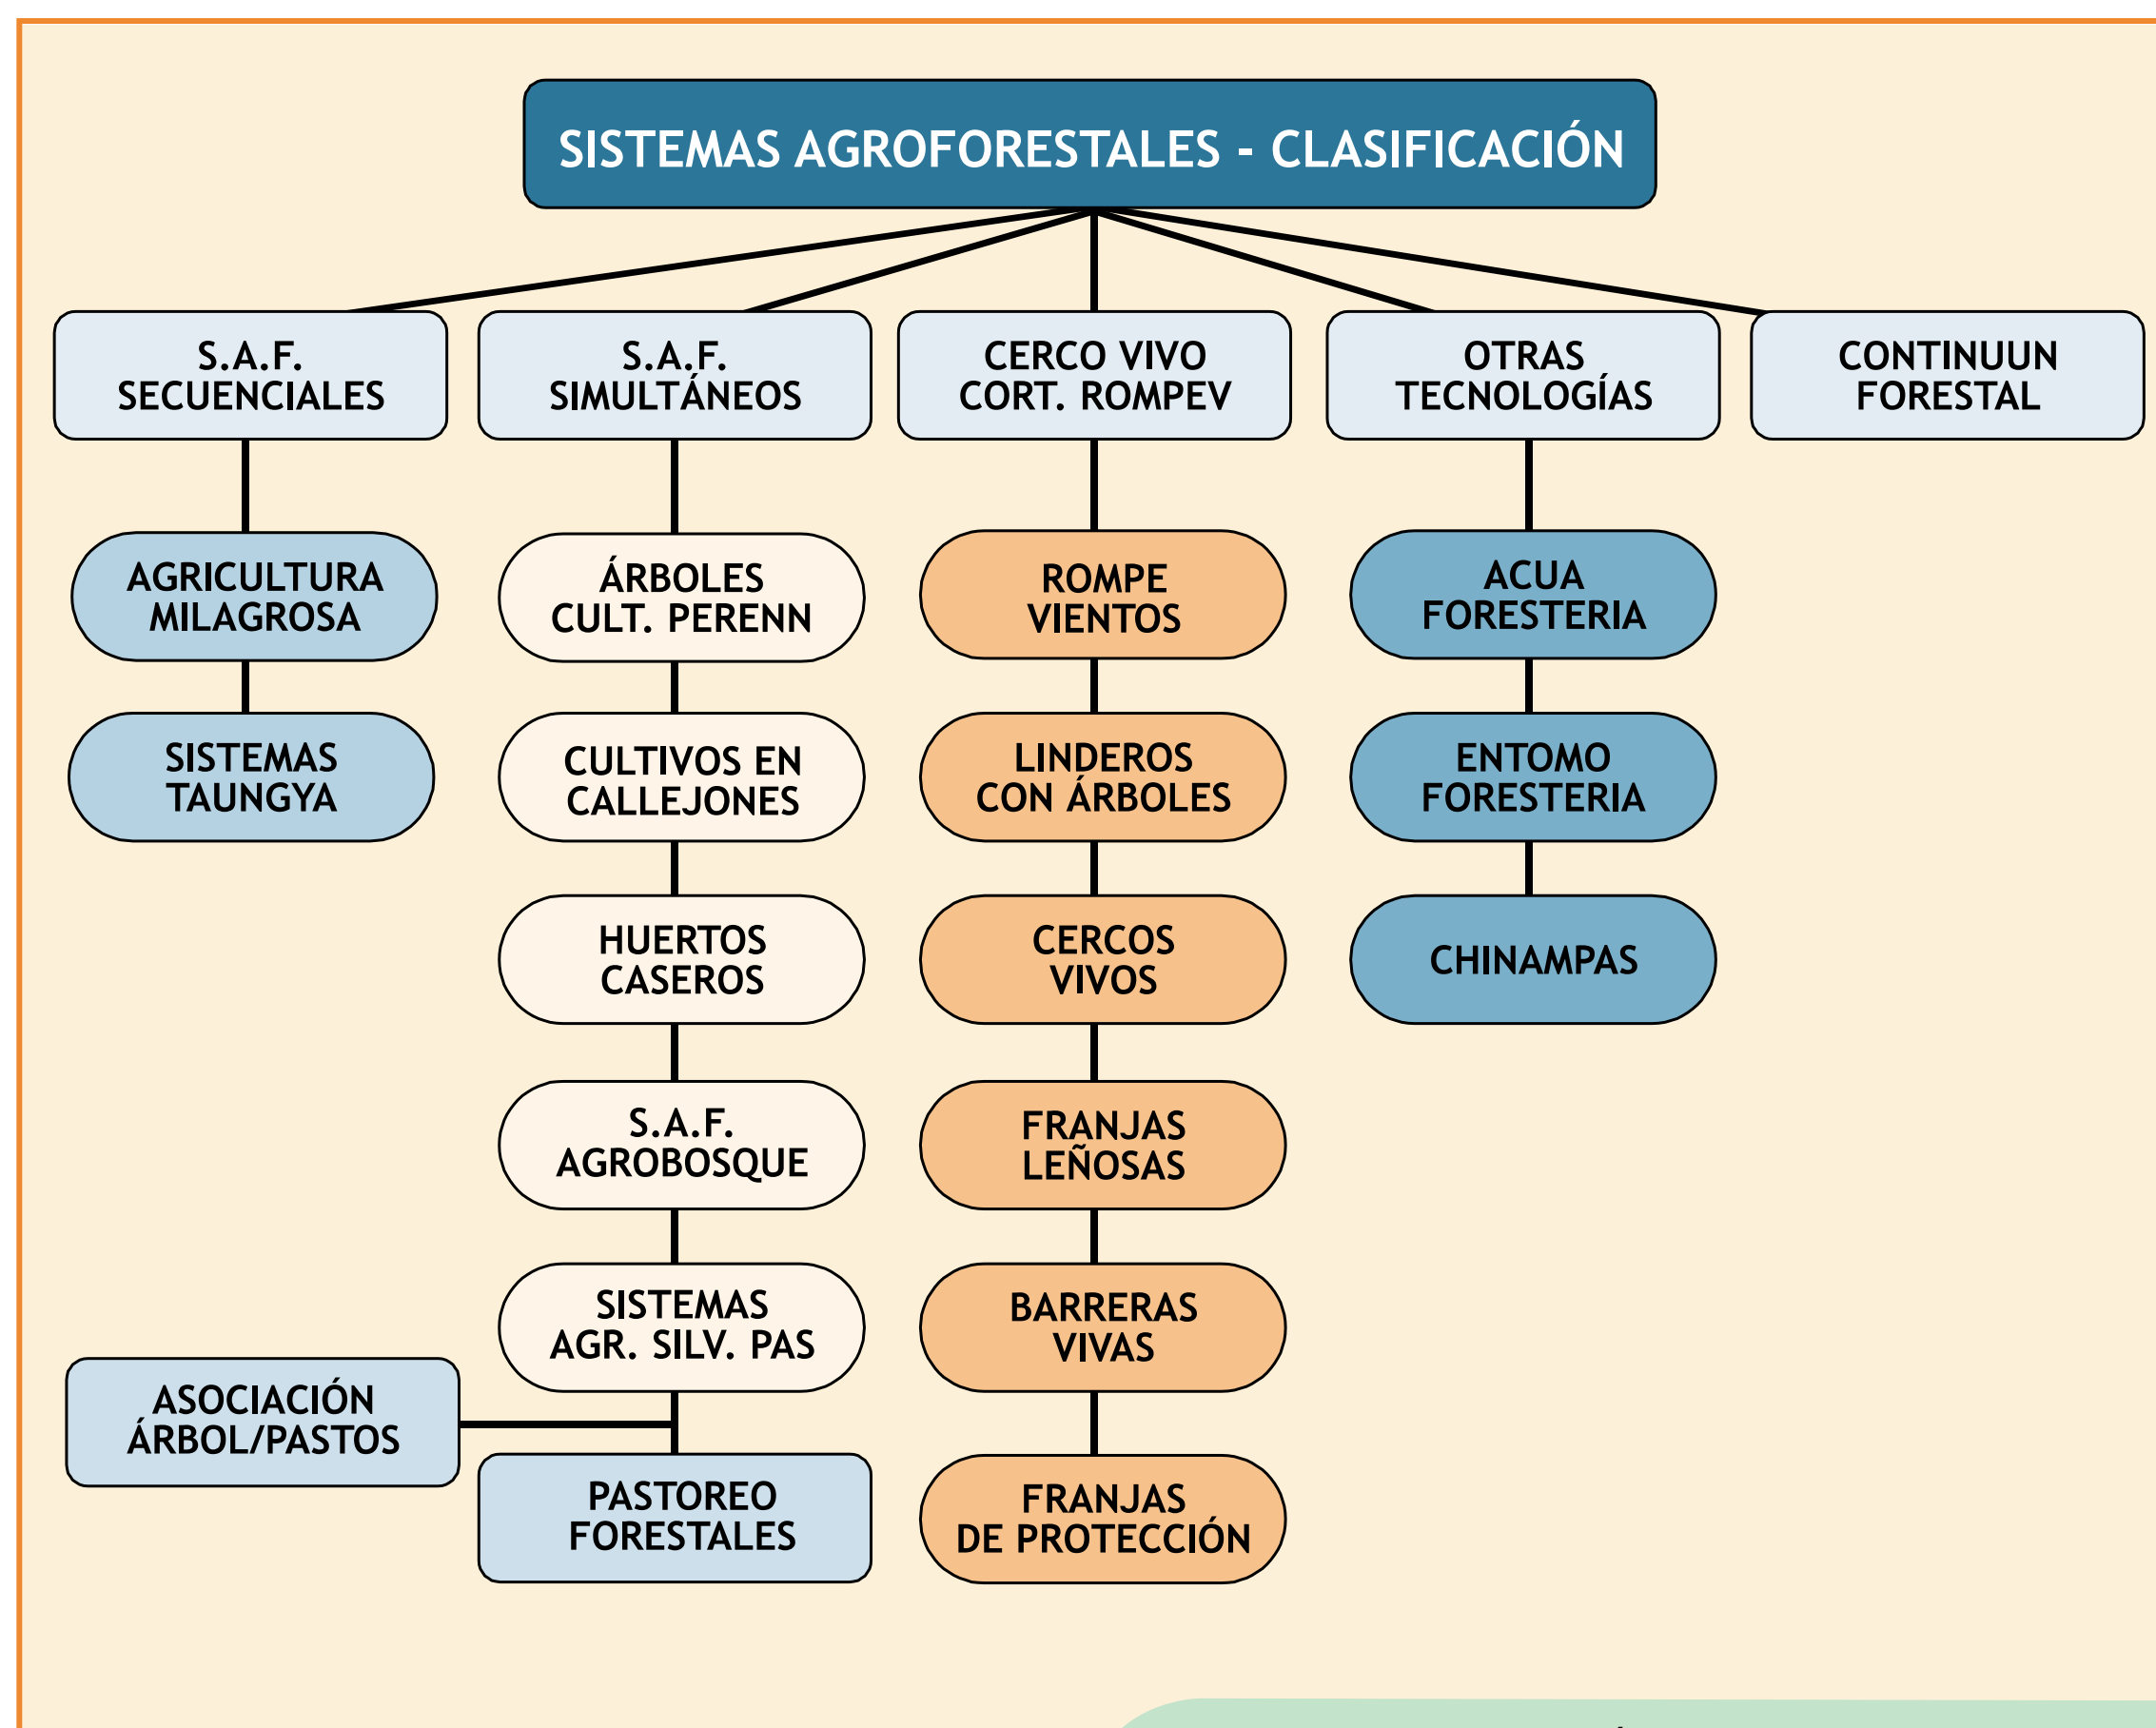 SISTEMAS AGROFORESTALES - CLASIFICACIÓN
S.A.F.
SECUENCIALES
S.A.F.
SIMULTÁNEOS
CERCO VIVO
CORT. ROMPEV
OTRAS
TECNOLOGÍAS
CONTINUUN
FORESTAL
AGRICULTURA
MILAGROSA
SISTEMAS
TAUNGYA
ÁRBOLES
CULT. PERENN
CULTIVOS EN
CALLEJONES
HUERTOS
CASEROS
S.A.F.
AGROBOSQUE
SISTEMAS
AGR. SILV. PAS
ASOCIACIÓN
ÁRBOL/PASTOS
PASTOREO
FORESTALES
ROMPE
VIENTOS
LINDEROS
CON ÁRBOLES
CERCOS
VIVOS
FRANJAS
LEÑOSAS
BARRERAS
VIVAS
FRANJAS
DE PROTECCIÓN
ACUA
FORESTERIA
ENTOMO
FORESTERIA
CHINAMPAS